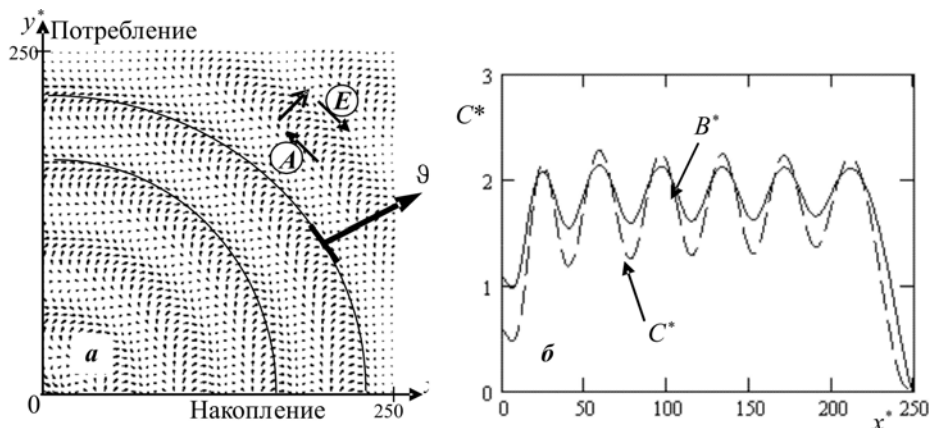 y*
Потребление
250
E
A
ϑ
а
0
Накопление
250
3
C*
B*
2
1
C*
б
0
0 50 100 150 200 250
x*